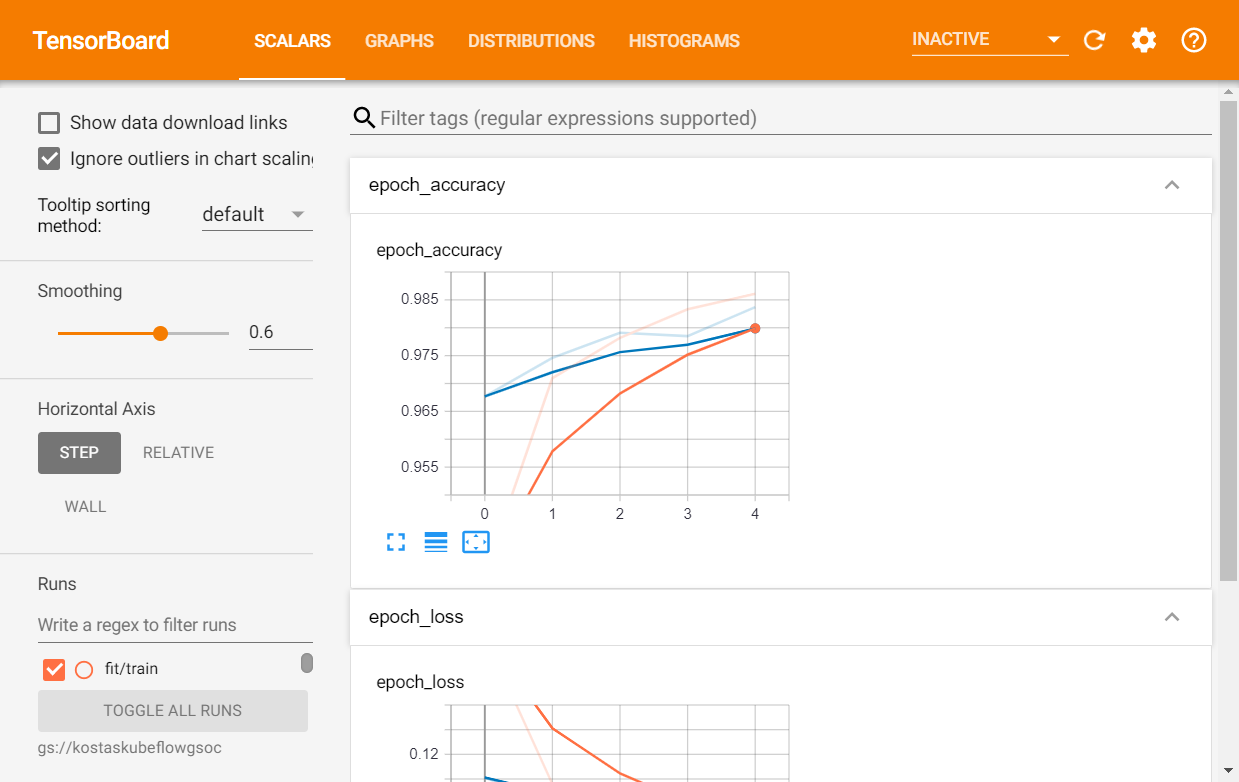 TensorBoard
SCALARS GRAPHS DISTRIBUTIONS HISTOGRAMS
INACTIVE
Show data download links
Ignore outliers in chart scalin
Tooltip sorting
method:
default
Smoothing
0.6
Horizontal Axis
STEP RELATIVE
WALL
Runs
Write a regex to filter runs
fit/train
TOGGLE ALL RUNS
gs://kostaskubeflowgsoc
Filter tags (regular expressions supported)
epoch_accuracy
epoch_accuracy
0.985
0.975
0.965
0.955
0 1 2 3 4
epoch_loss
epoch_loss
0.12